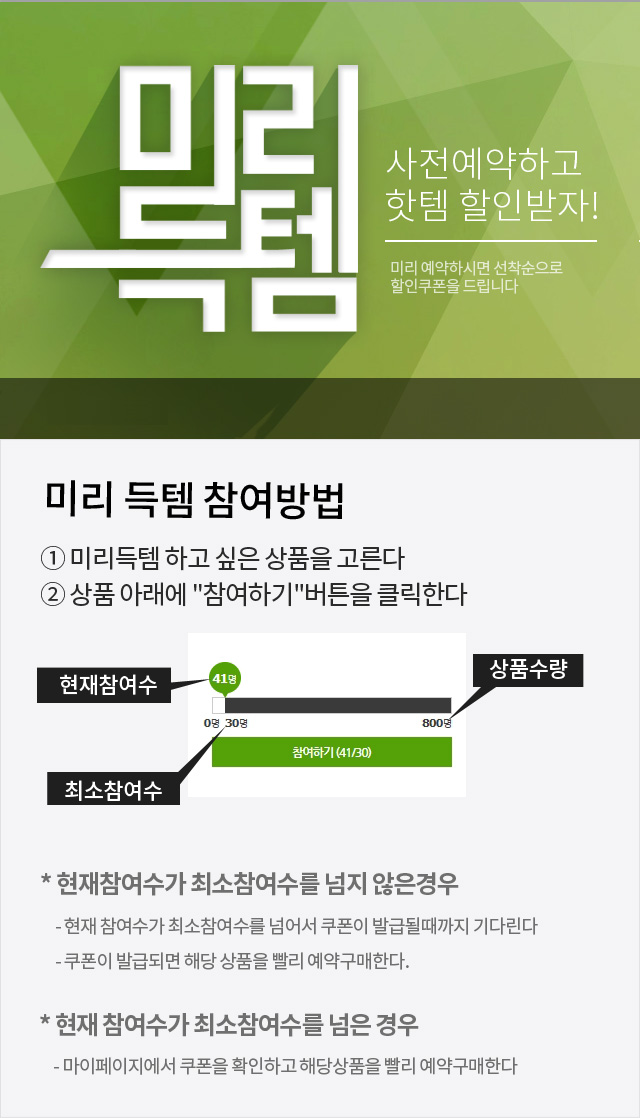 미리
득템
사전예약하고
핫템 할인받자!
미리 예약하시면 선착순으로
할인쿠폰을 드립니다
미리 득템 참여방법
① 미리득템 하고 싶은 상품을 고른다
② 상품 아래에 "참여하기"버튼을 클릭한다
현재참여수
41명
상품수량
0명 30명 800명
참여하기 (41/30)
최소참여수
* 현재참여수가 최소참여수를 넘지 않은경우
- 현재 참여수가 최소참여수를 넘어서 쿠폰이 발급될때까지 기다린다
- 쿠폰이 발급되면 해당 상품을 빨리 예약구매한다.
* 현재 참여수가 최소참여수를 넘은 경우
- 마이페이지에서 쿠폰을 확인하고 해당상품을 빨리 예약구매한다